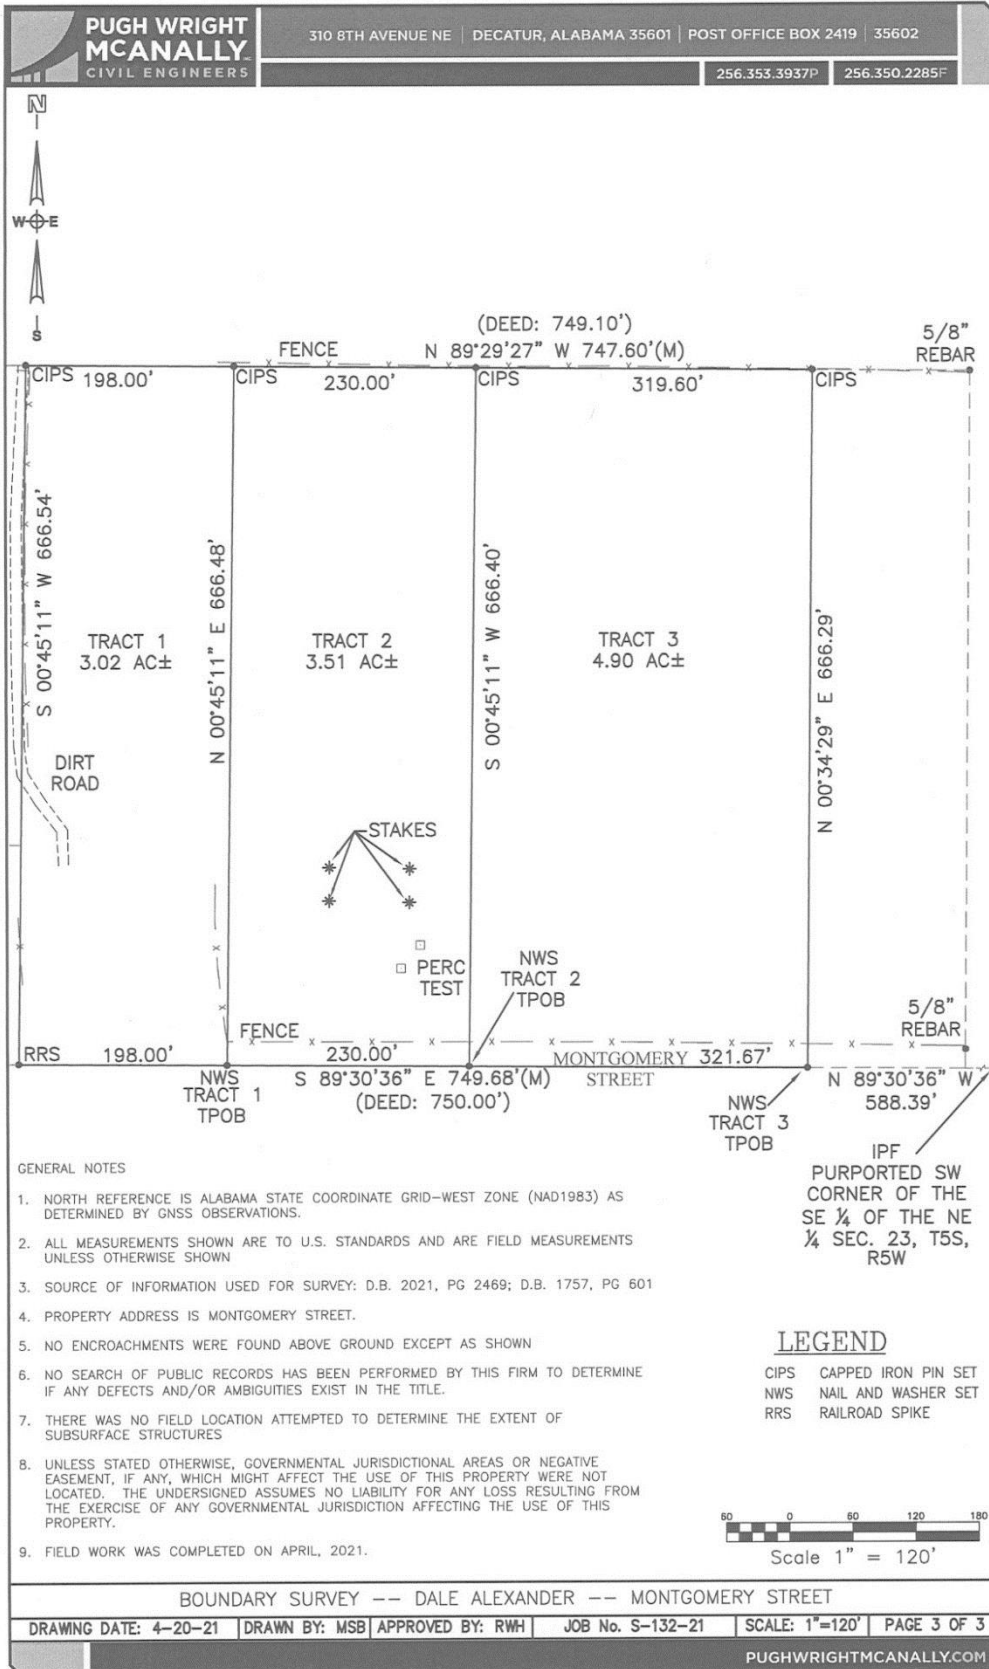 PUGH WRIGHT
MCANALLY
CIVIL ENGINEERS
310 8TH AVENUE NE | DECATUR, ALABAMA 35601 | POST OFFICE BOX 2419 | 35602
256.353.3937P
256.350.2285F
N
W E
S
(DEED: 749.10')
N 89°29'27" W 747.60'(M)
5/8"
REBAR
FENCE
CIPS 198.00'
CIPS
230.00'
CIPS
319.60'
CIPS
S 00°45'11" W 666.54'
N 00°45'11" E 666.48'
S 00°45'11" W 666.40'
N 00°34'29" E 666.29'
TRACT 1
3.02 AC±
TRACT 2
3.51 AC±
TRACT 3
4.90 AC±
DIRT
ROAD
STAKES
PERC
TEST
NWS
TRACT 2
TPOB
5/8"
REBAR
FENCE
RRS 198.00'
230.00'
MONTGOMERY 321.67'
STREET
NWS
TRACT 1
TPOB
S 89°30'36" E 749.68'(M)
(DEED: 750.00')
NWS
TRACT 3
TPOB
N 89°30'36" W
588.39'
IPF
PURPORTED SW
CORNER OF THE
SE ¼ OF THE NE
¼ SEC. 23, T5S,
R5W
GENERAL NOTES
1. NORTH REFERENCE IS ALABAMA STATE COORDINATE GRID-WEST ZONE (NAD1983) AS
DETERMINED BY GNSS OBSERVATIONS.
2. ALL MEASUREMENTS SHOWN ARE TO U.S. STANDARDS AND ARE FIELD MEASUREMENTS
UNLESS OTHERWISE SHOWN
3. SOURCE OF INFORMATION USED FOR SURVEY: D.B. 2021, PG 2469; D.B. 1757, PG 601
4. PROPERTY ADDRESS IS MONTGOMERY STREET.
5. NO ENCROACHMENTS WERE FOUND ABOVE GROUND EXCEPT AS SHOWN
6. NO SEARCH OF PUBLIC RECORDS HAS BEEN PERFORMED BY THIS FIRM TO DETERMINE
IF ANY DEFECTS AND/OR AMBIGUITIES EXIST IN THE TITLE.
7. THERE WAS NO FIELD LOCATION ATTEMPTED TO DETERMINE THE EXTENT OF
SUBSURFACE STRUCTURES
8. UNLESS STATED OTHERWISE, GOVERNMENTAL JURISDICTIONAL AREAS OR NEGATIVE
EASEMENT, IF ANY, WHICH MIGHT AFFECT THE USE OF THIS PROPERTY WERE NOT
LOCATED. THE UNDERSIGNED ASSUMES NO LIABILITY FOR ANY LOSS RESULTING FROM
THE EXERCISE OF ANY GOVERNMENTAL JURISDICTION AFFECTING THE USE OF THIS
PROPERTY.
9. FIELD WORK WAS COMPLETED ON APRIL, 2021.
LEGEND
CIPS CAPPED IRON PIN SET
NWS NAIL AND WASHER SET
RRS RAILROAD SPIKE
60 0 60 120 180
Scale 1" = 120'
BOUNDARY SURVEY -- DALE ALEXANDER -- MONTGOMERY STREET
DRAWING DATE: 4-20-21 DRAWN BY: MSB APPROVED BY: RWH JOB No. S-132-21 SCALE: 1"=120' PAGE 3 OF 3
PUGHWRIGHTMCANALLY.COM